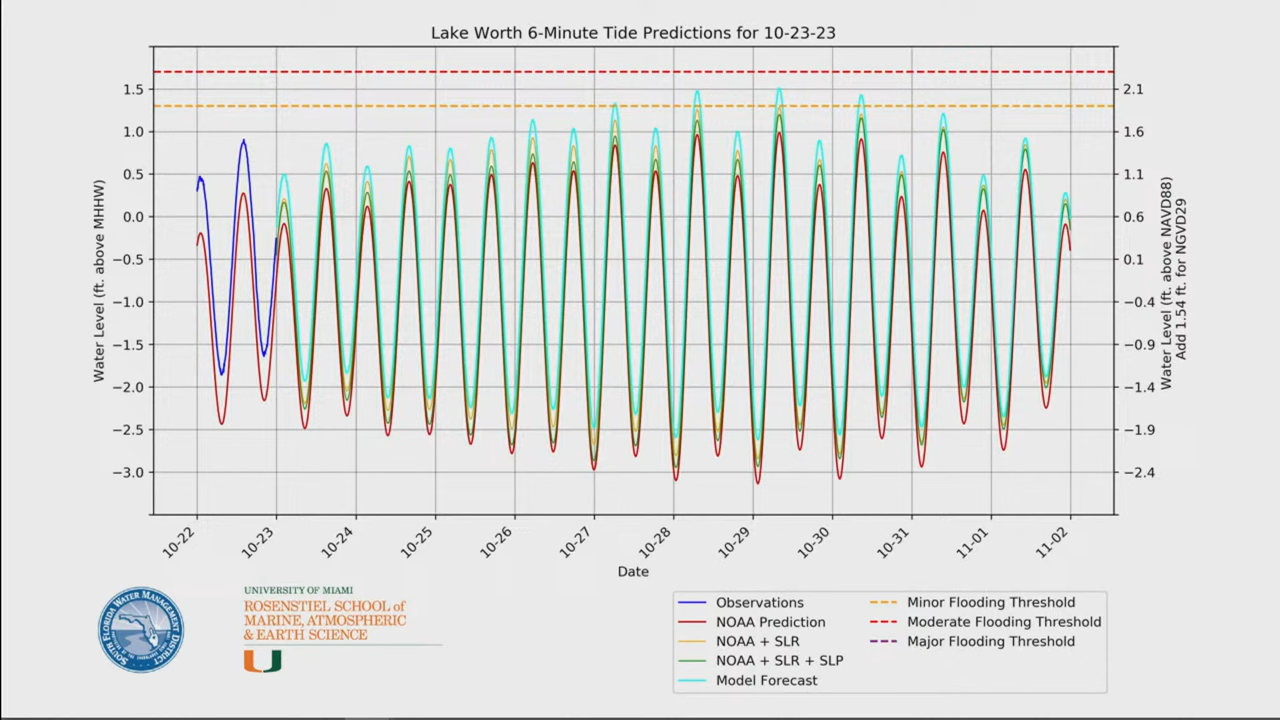 Lake Worth 6-Minute Tide Predictions for 10-23-23
Water Level (ft. above MHHW)
1.5
1.0
0.5
0.0
−0.5
−1.0
−1.5
−2.0
−2.5
−3.0
2.1
1.6
1.1
0.6
0.1
−0.4
−0.9
−1.4
−1.9
−2.4
Water Level (ft. above NAVD88)
Add 1.54 ft. for NGVD29
10-22
10-23
10-24
10-25
10-26
10-27
10-28
10-29
10-30
10-31
11-01
11-02
Date
SOUTH FLORIDA WATER MANAGEMENT DISTRICT
UNIVERSITY OF MIAMI
ROSENSTIEL SCHOOL of
MARINE, ATMOSPHERIC
& EARTH SCIENCE
Observations
NOAA Prediction
NOAA + SLR
NOAA + SLR + SLP
Model Forecast
Minor Flooding Threshold
Moderate Flooding Threshold
Major Flooding Threshold